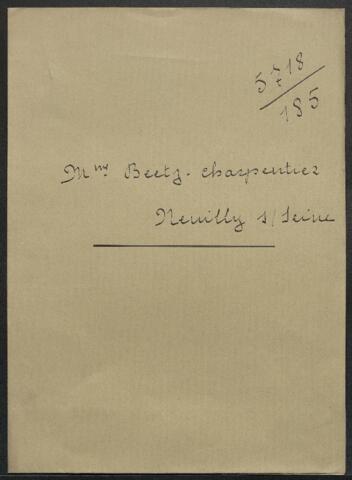 5718
185
Mme Beetz-Charpentier
Neuilly s/Seine